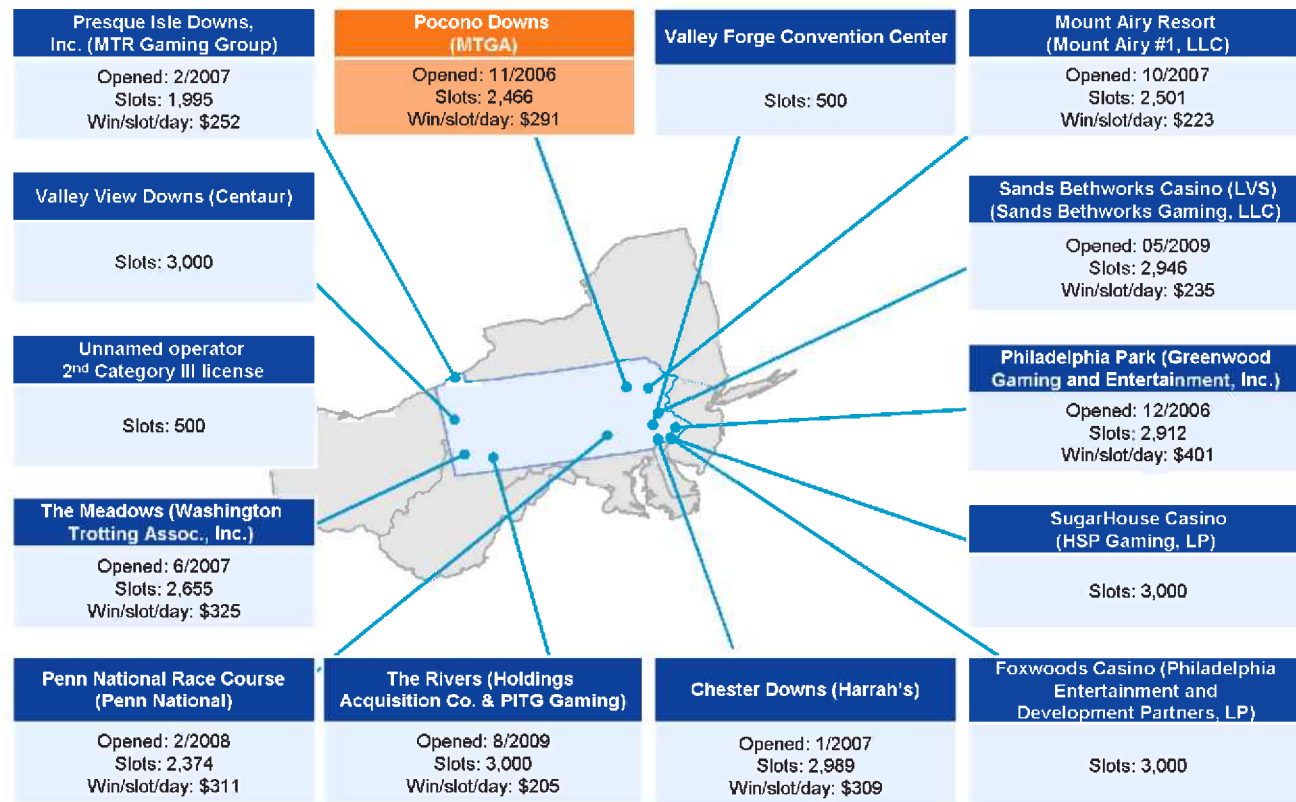 Presque Isle Downs,
Inc. (MTR Gaming Group)
Opened: 2/2007
Slots: 1,995
Win/slot/day: $252
Pocono Downs
(MTGA)
Opened: 11/2006
Slots: 2,466
Win/slot/day: $291
Valley Forge Convention Center
Slots: 500
Mount Airy Resort
(Mount Airy #1, LLC)
Opened: 10/2007
Slots: 2,501
Win/slot/day: $223
Valley View Downs (Centaur)
Slots: 3,000
Sands Bethworks Casino (LVS)
(Sands Bethworks Gaming, LLC)
Opened: 05/2009
Slots: 2,946
Win/slot/day: $235
Unnamed operator
2nd Category III license
Slots: 500
Philadelphia Park (Greenwood
Gaming and Entertainment, Inc.)
Opened: 12/2006
Slots: 2,912
Win/slot/day: $401
The Meadows (Washington
Trotting Assoc., Inc.)
Opened: 6/2007
Slots: 2,655
Win/slot/day: $325
SugarHouse Casino
(HSP Gaming, LP)
Slots: 3,000
Penn National Race Course
(Penn National)
Opened: 2/2008
Slots: 2,374
Win/slot/day: $311
The Rivers (Holdings
Acquisition Co. & PITG Gaming)
Opened: 8/2009
Slots: 3,000
Win/slot/day: $205
Chester Downs (Harrah's)
Opened: 1/2007
Slots: 2,989
Win/slot/day: $309
Foxwoods Casino (Philadelphia
Entertainment and
Development Partners, LP)
Slots: 3,000